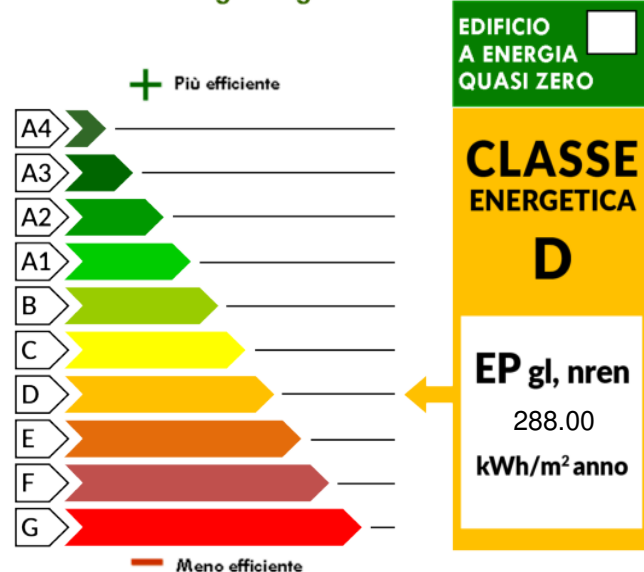 EDIFICIO
A ENERGIA
QUASI ZERO
Più efficiente
A4
A3
A2
A1
B
C
D
E
F
G
Meno efficiente
CLASSE
ENERGETICA
D
EP gl, nren
288.00
kWh/m² anno